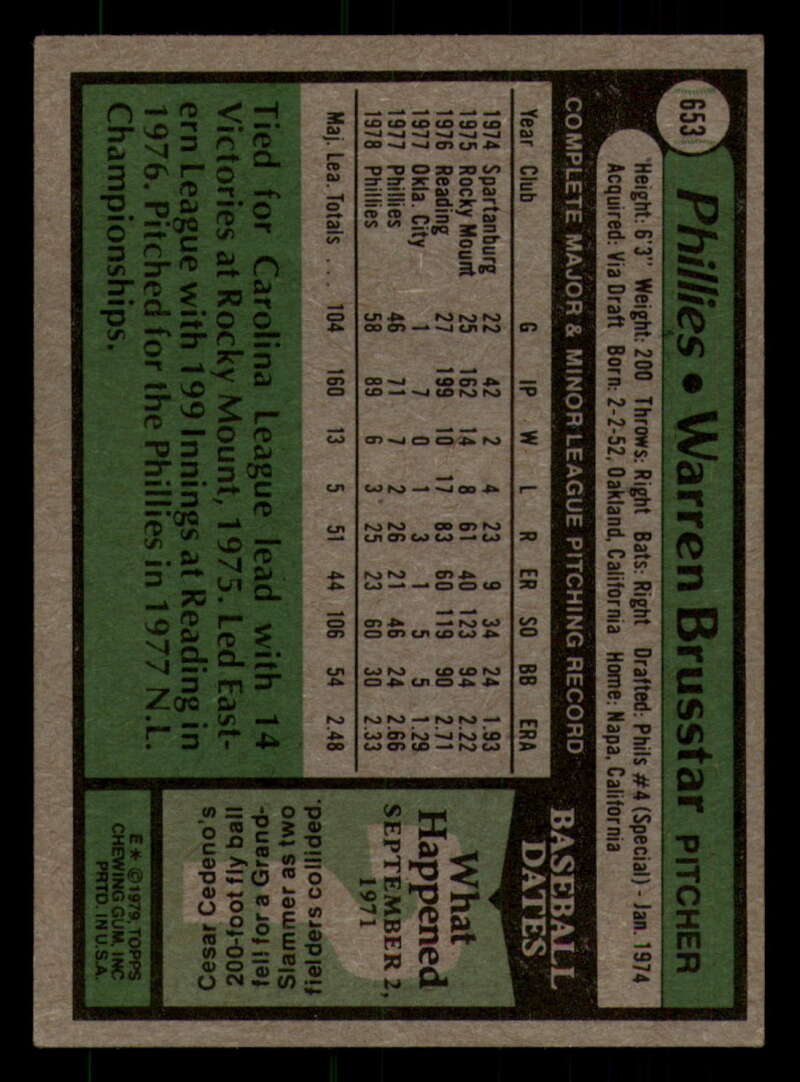 653
Phillies • Warren Brusstar PITCHER
Height: 6'3" Weight: 200 Throws: Right Bats: Right Drafted: Phils #4 (Special) - Jan. 1974
Acquired: Via Draft Born: 2-2-52, Oakland, California Home: Napa, California
COMPLETE MAJOR & MINOR LEAGUE PITCHING RECORD
Year Club G IP W L R ER SO BB ERA
1974 Spartanburg 22 42 2 4 23 9 34 24 1.93
1975 Rocky Mount 25 162 14 8 61 40 123 94 2.22
1976 Reading 27 199 10 17 83 60 119 90 2.71
1977 Okla. City 1 7 0 1 3 1 5 5 1.29
1977 Phillies 46 71 7 2 26 21 46 24 2.66
1978 Phillies 58 89 6 3 25 23 60 30 2.33
Maj. Lea. Totals . . . 104 160 13 5 51 44 106 54 2.48
Tied for Carolina League lead with 14
Victories at Rocky Mount, 1975. Led East-
ern League with 199 Innings at Reading in
1976. Pitched for the Phillies in 1977 N.L.
Championships.
BASEBALL
DATES
What
Happened
SEPTEMBER 2,
1971
Cesar Cedeno's
200-foot fly ball
fell for a Grand-
Slammer as two
fielders collided.
E* © 1979, TOPPS
CHEWING GUM, INC
PRTD. IN U.S.A.